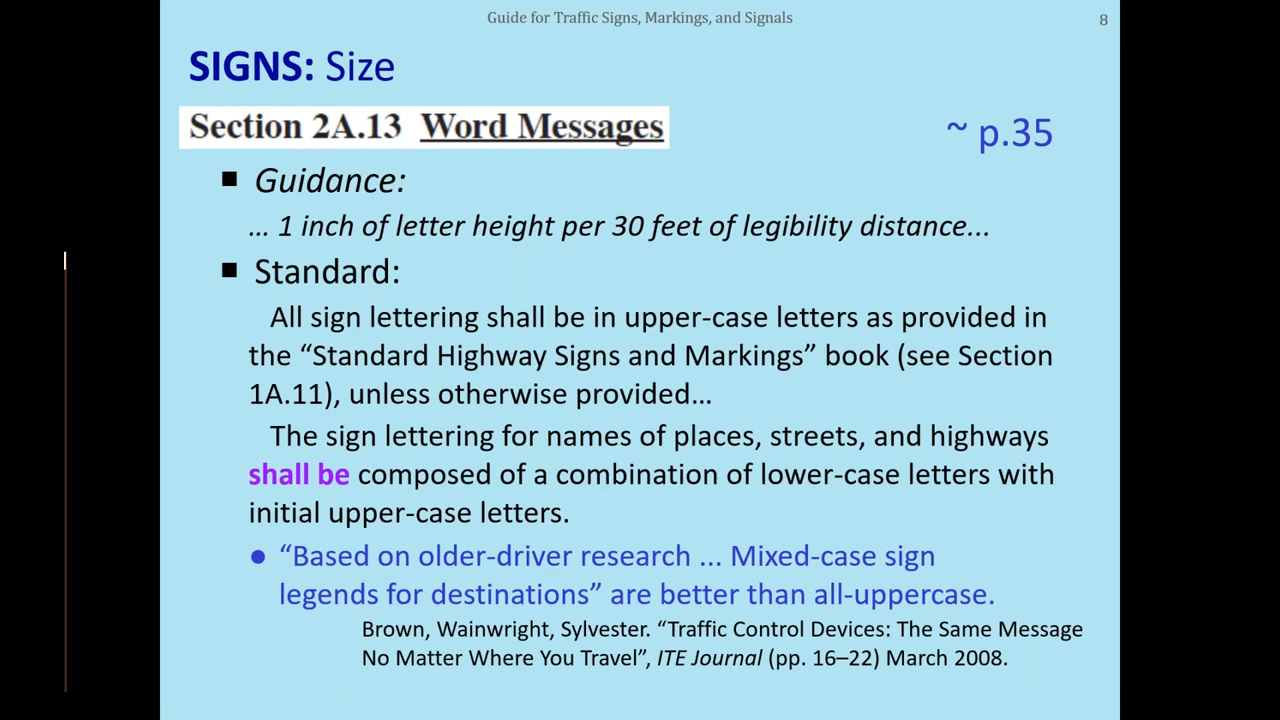 Guide for Traffic Signs, Markings, and Signals
8
SIGNS: Size
Section 2A.13 Word Messages
~ p.35
■ Guidance:
… 1 inch of letter height per 30 feet of legibility distance...
■ Standard:
All sign lettering shall be in upper-case letters as provided in
the “Standard Highway Signs and Markings” book (see Section
1A.11), unless otherwise provided…
The sign lettering for names of places, streets, and highways
shall be composed of a combination of lower-case letters with
initial upper-case letters.
● “Based on older-driver research ... Mixed-case sign
legends for destinations” are better than all-uppercase.
Brown, Wainwright, Sylvester. “Traffic Control Devices: The Same Message
No Matter Where You Travel”, ITE Journal (pp. 16–22) March 2008.